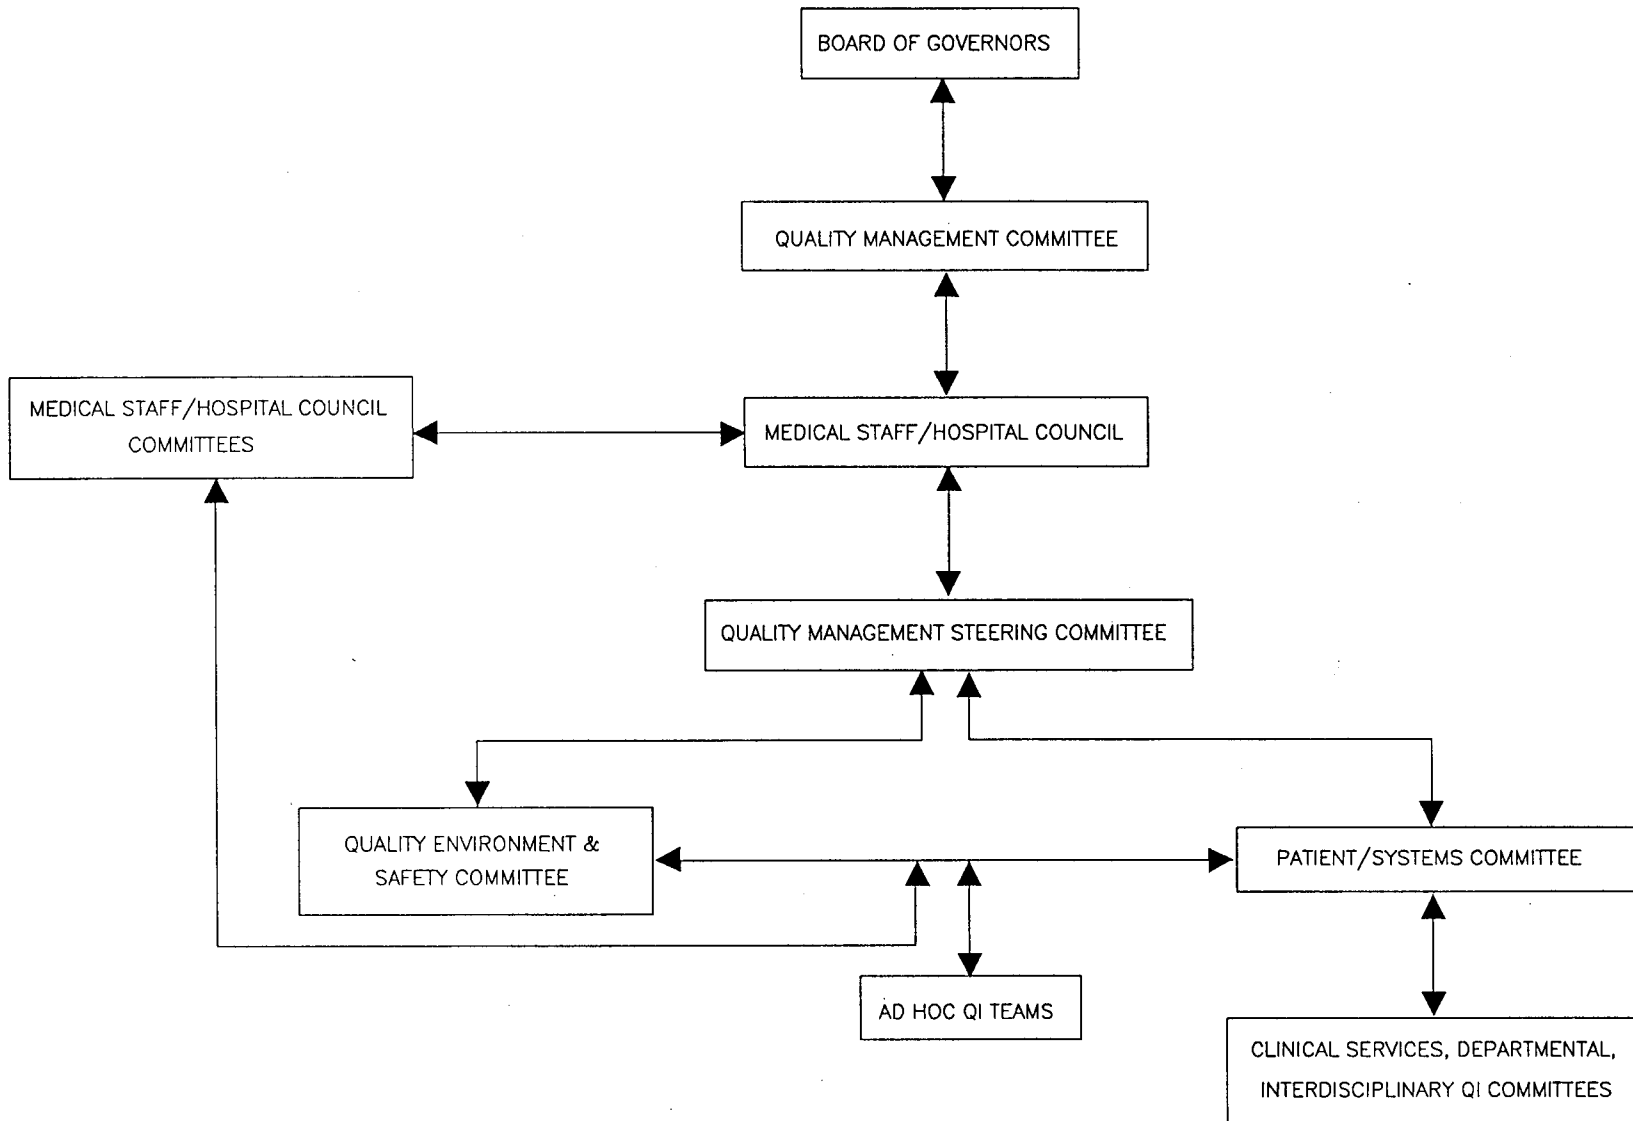 BOARD OF GOVERNORS
QUALITY MANAGEMENT COMMITTEE
MEDICAL STAFF/HOSPITAL COUNCIL
COMMITTEES
MEDICAL STAFF/HOSPITAL COUNCIL
QUALITY MANAGEMENT STEERING COMMITTEE
QUALITY ENVIRONMENT &
SAFETY COMMITTEE
PATIENT/SYSTEMS COMMITTEE
AD HOC QI TEAMS
CLINICAL SERVICES, DEPARTMENTAL,
INTERDISCIPLINARY QI COMMITTEES